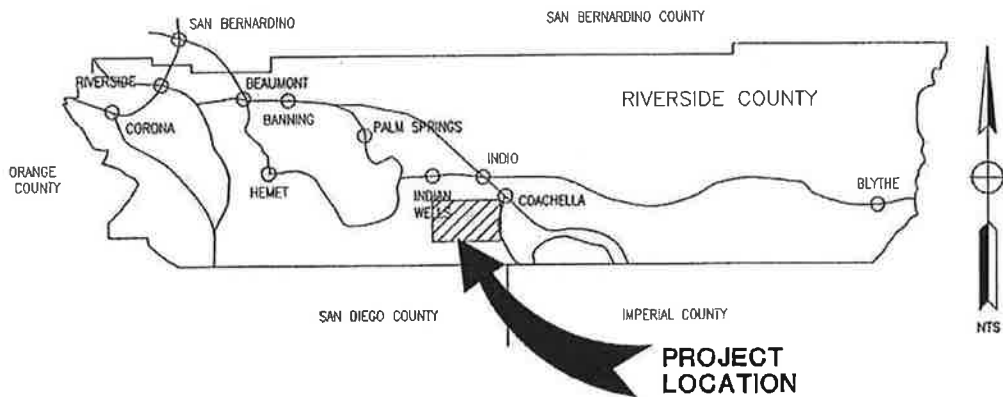 SAN BERNARDINO COUNTY
SAN BERNARDINO
RIVERSIDE
BEAUMONT
RIVERSIDE COUNTY
BANNING
CORONA
PALM SPRINGS
ORANGE
COUNTY
INDIO
HEMET
INDIAN
WELLS
COACHELLA
BLYTHE
SAN DIEGO COUNTY
IMPERIAL COUNTY
NTS
PROJECT
LOCATION